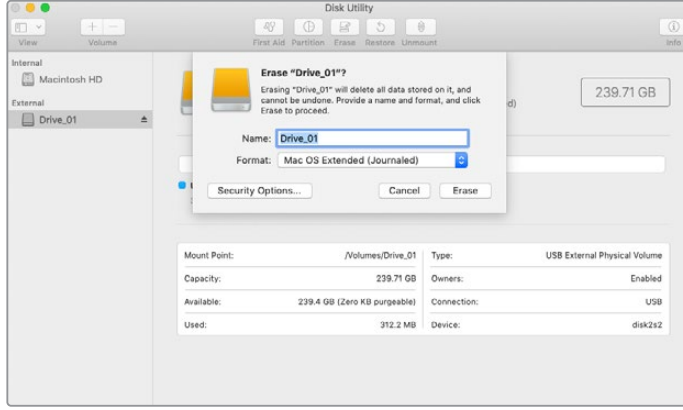 Disk Utility
View
Volume
First Aid Partition Erase Restore Unmount
Info
Internal
Macintosh HD
External
Drive_01
Erase “Drive_01”?
Erasing “Drive_01” will delete all data stored on it, and
cannot be undone. Provide a name and format, and click
Erase to proceed.
d)
239.71 GB
Name: Drive_01
Format: Mac OS Extended (Journaled)
Security Options... Cancel Erase
Mount Point: /Volumes/Drive_01 Type: USB External Physical Volume
Capacity: 239.71 GB Owners: Enabled
Available: 239.4 GB (Zero KB purgeable) Connection: USB
Used: 312.2 MB Device: disk2s2